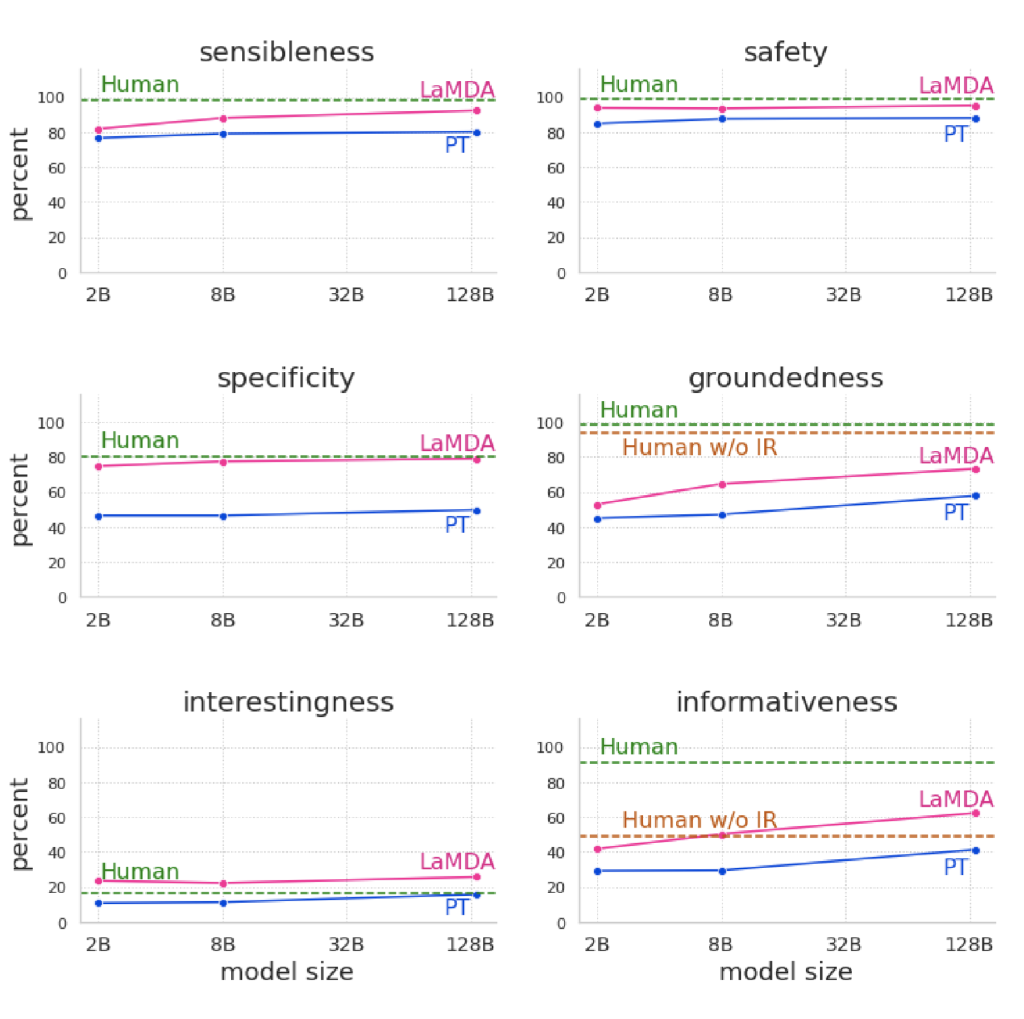 sensibleness
Human
LaMDA
PT
percent
100
80
60
40
20
0
2B 8B 32B 128B
safety
Human
LaMDA
PT
100
80
60
40
20
0
2B 8B 32B 128B
specificity
Human
LaMDA
PT
percent
100
80
60
40
20
0
2B 8B 32B 128B
groundedness
Human
Human w/o IR
LaMDA
PT
100
80
60
40
20
0
2B 8B 32B 128B
interestingness
Human
LaMDA
PT
percent
100
80
60
40
20
0
2B 8B 32B 128B
model size
informativeness
Human
LaMDA
Human w/o IR
PT
100
80
60
40
20
0
2B 8B 32B 128B
model size